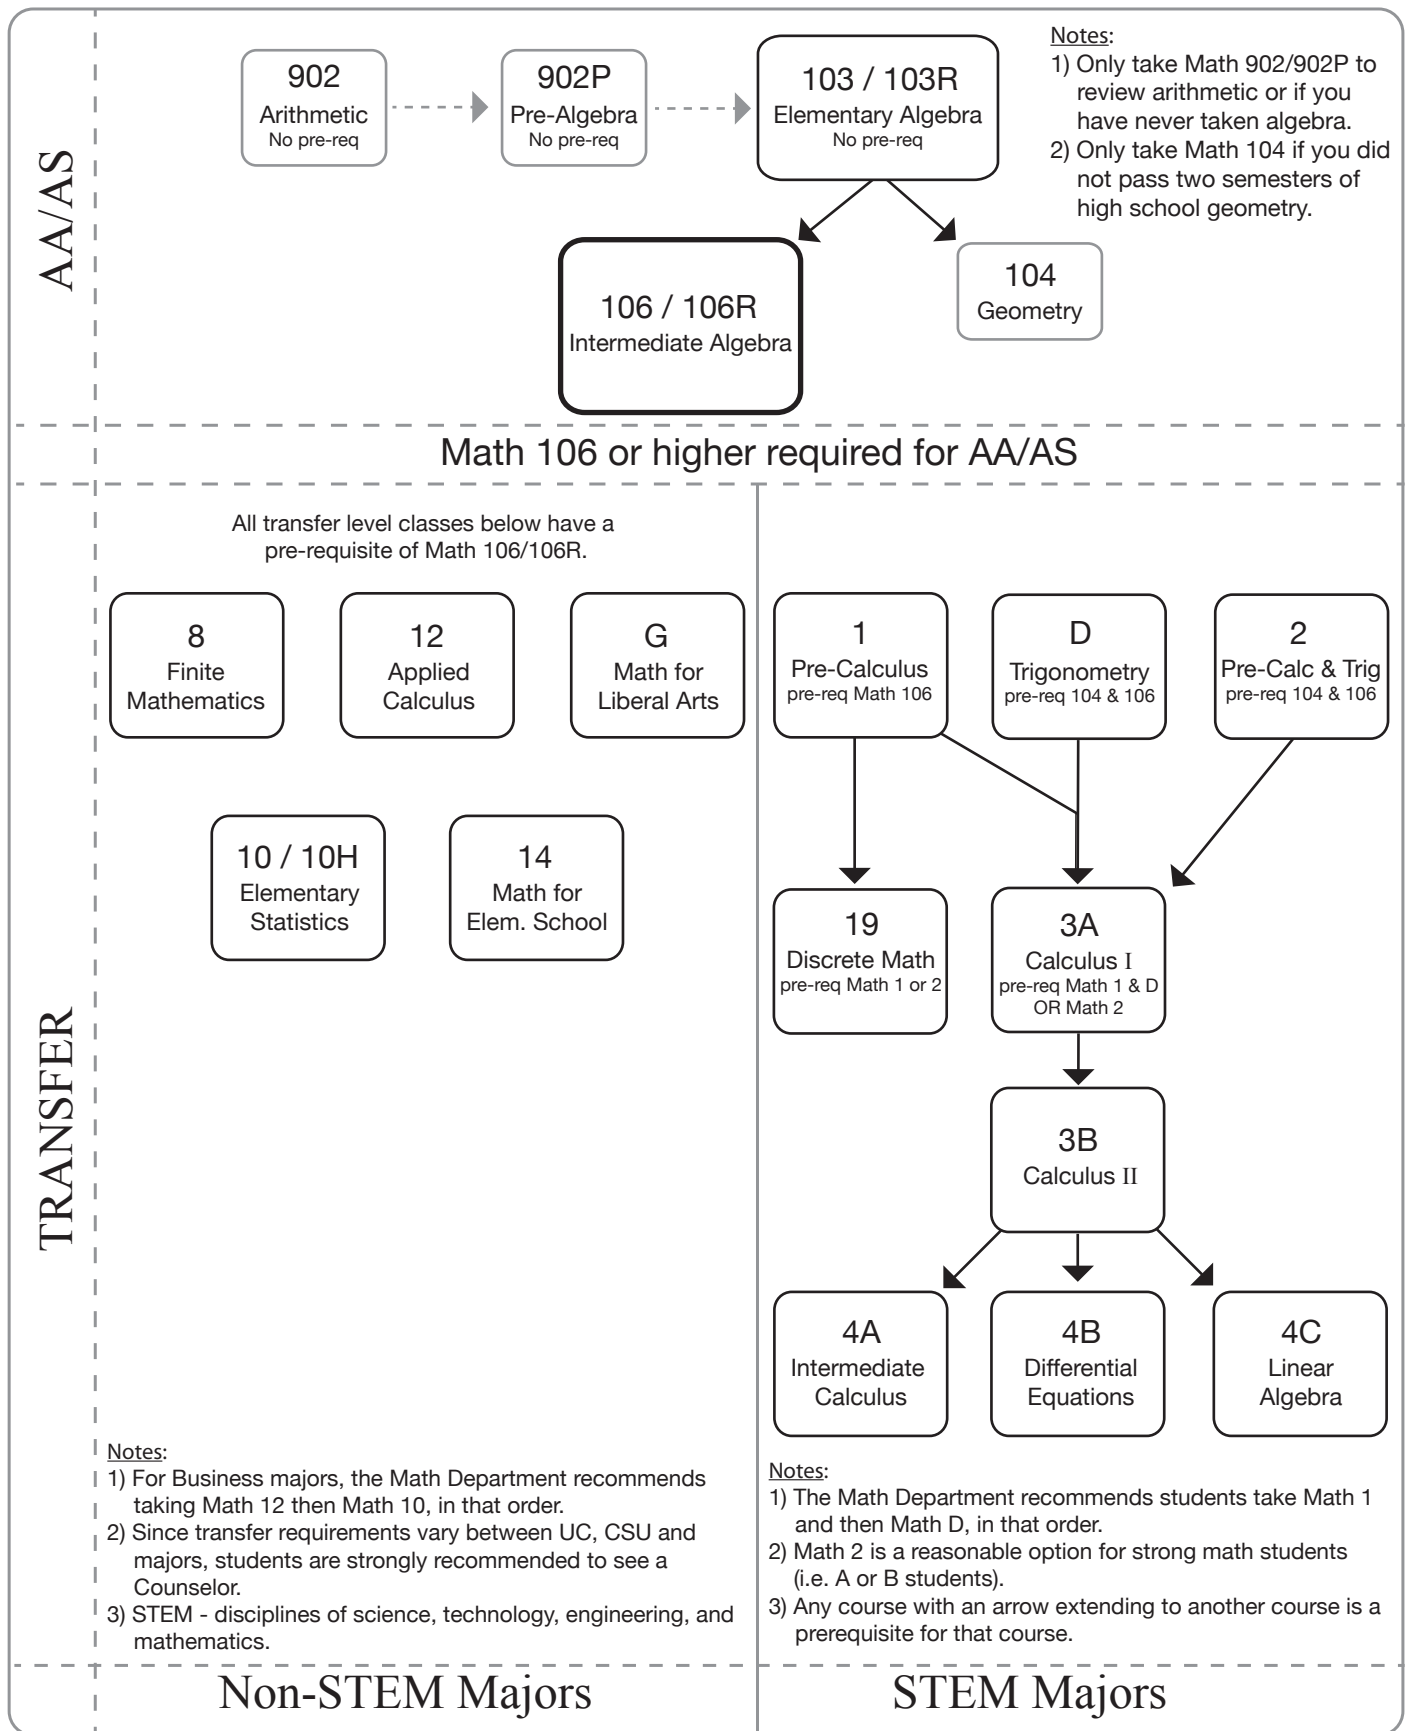 AA/AS
902
Arithmetic
No pre-req
902P
Pre-Algebra
No pre-req
103 / 103R
Elementary Algebra
No pre-req
Notes:
1) Only take Math 902/902P to
review arithmetic or if you
have never taken algebra.
2) Only take Math 104 if you did
not pass two semesters of
high school geometry.
106 / 106R
Intermediate Algebra
104
Geometry
Math 106 or higher required for AA/AS
TRANSFER
All transfer level classes below have a
pre-requisite of Math 106/106R.
8
Finite
Mathematics
12
Applied
Calculus
G
Math for
Liberal Arts
10 / 10H
Elementary
Statistics
14
Math for
Elem. School
Notes:
1) For Business majors, the Math Department recommends
taking Math 12 then Math 10, in that order.
2) Since transfer requirements vary between UC, CSU and
majors, students are strongly recommended to see a
Counselor.
3) STEM - disciplines of science, technology, engineering, and
mathematics.
Non-STEM Majors
1
Pre-Calculus
pre-req Math 106
D
Trigonometry
pre-req 104 & 106
2
Pre-Calc & Trig
pre-req 104 & 106
19
Discrete Math
pre-req Math 1 or 2
3A
Calculus I
pre-req Math 1 & D
OR Math 2
3B
Calculus II
4A
Intermediate
Calculus
4B
Differential
Equations
4C
Linear
Algebra
Notes:
1) The Math Department recommends students take Math 1
and then Math D, in that order.
2) Math 2 is a reasonable option for strong math students
(i.e. A or B students).
3) Any course with an arrow extending to another course is a
prerequisite for that course.
STEM Majors